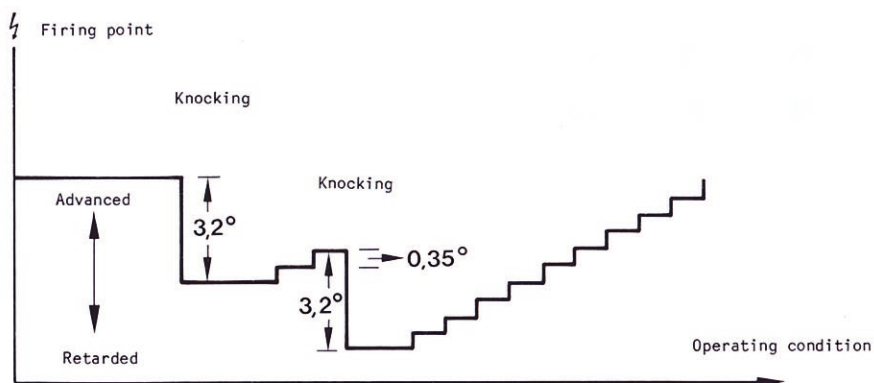 Firing point
Knocking
Knocking
Advanced
3,2°
0,35°
3,2°
Retarded
Operating condition